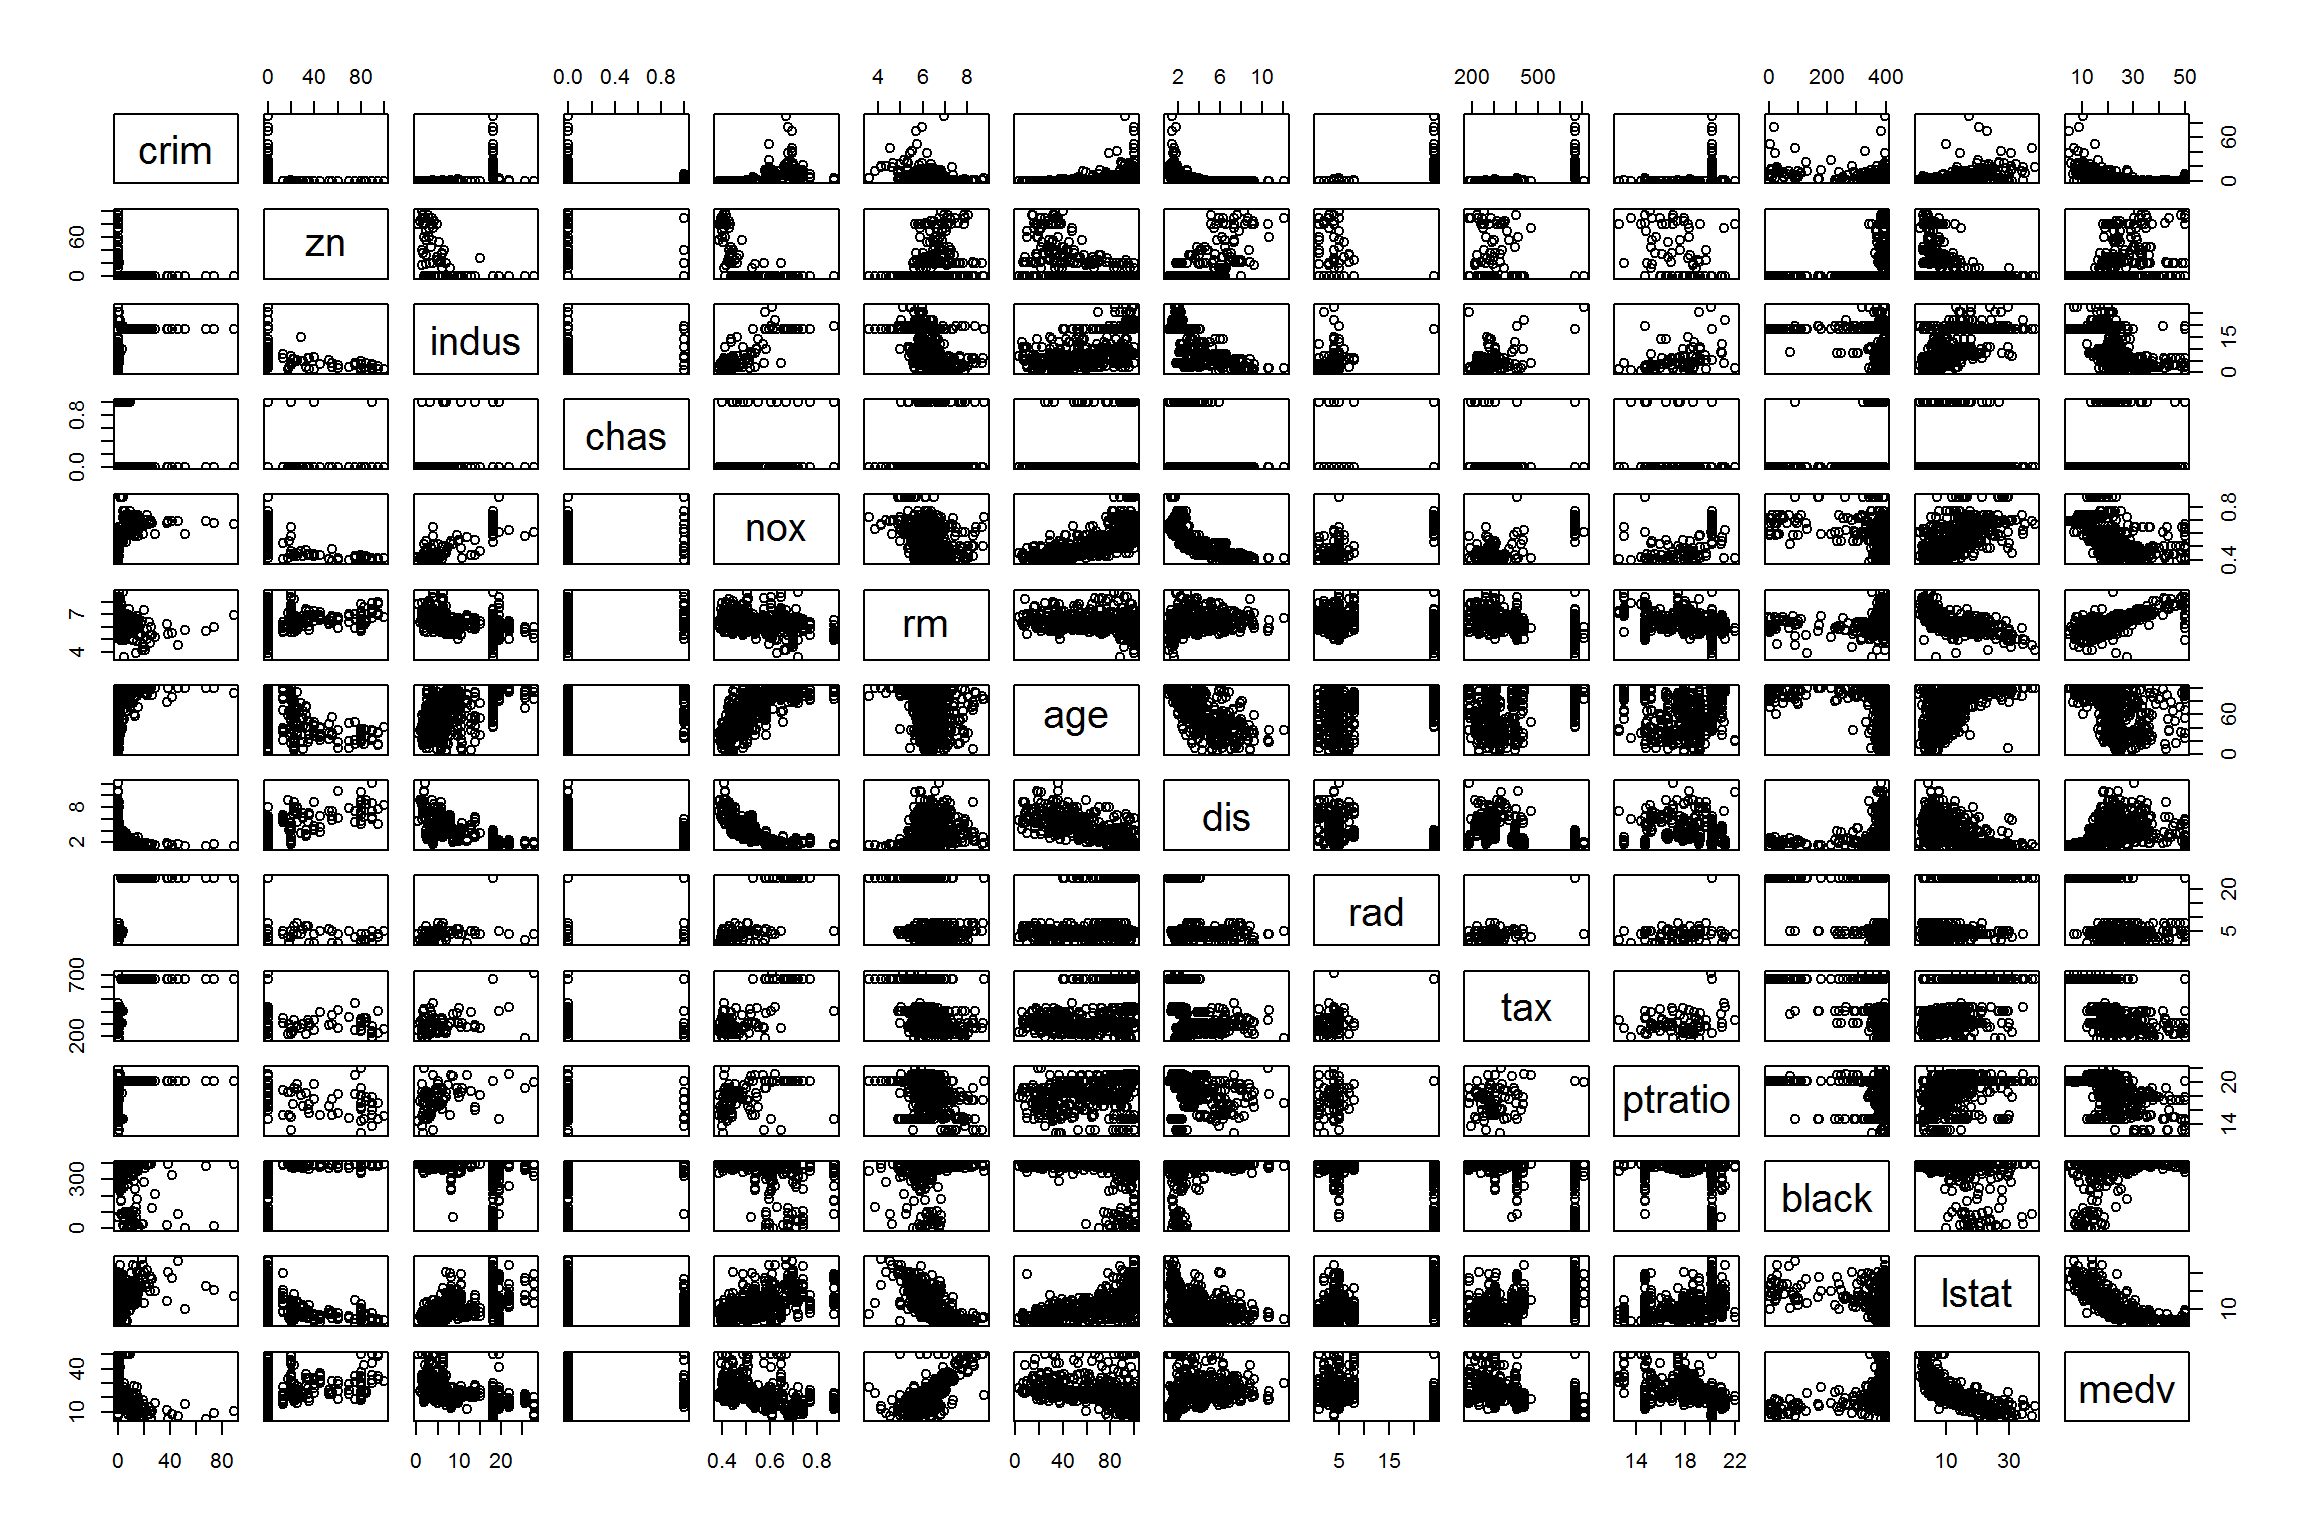 0 40 80 0.0 0.4 0.8 4 6 8 2 6 10 200 500 0 200 400 10 30 50
crim 0 60
0 60 zn
indus 0 15
0.0 0.8 chas
nox 0.4 0.8
4 7 rm
age 0 60
2 8 dis
rad 5 20
200 700 tax
ptratio 14 20
0 300 black
lstat 10
10 40 medv
0 40 80 0 10 20 0.4 0.6 0.8 0 40 80 5 15 14 18 22 10 30